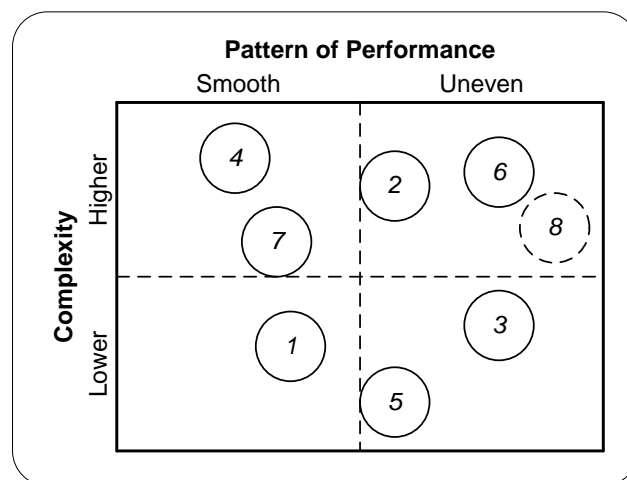 Pattern of Performance
Smooth Uneven
Complexity
Higher
Lower
4
6
2
8
7
3
1
5